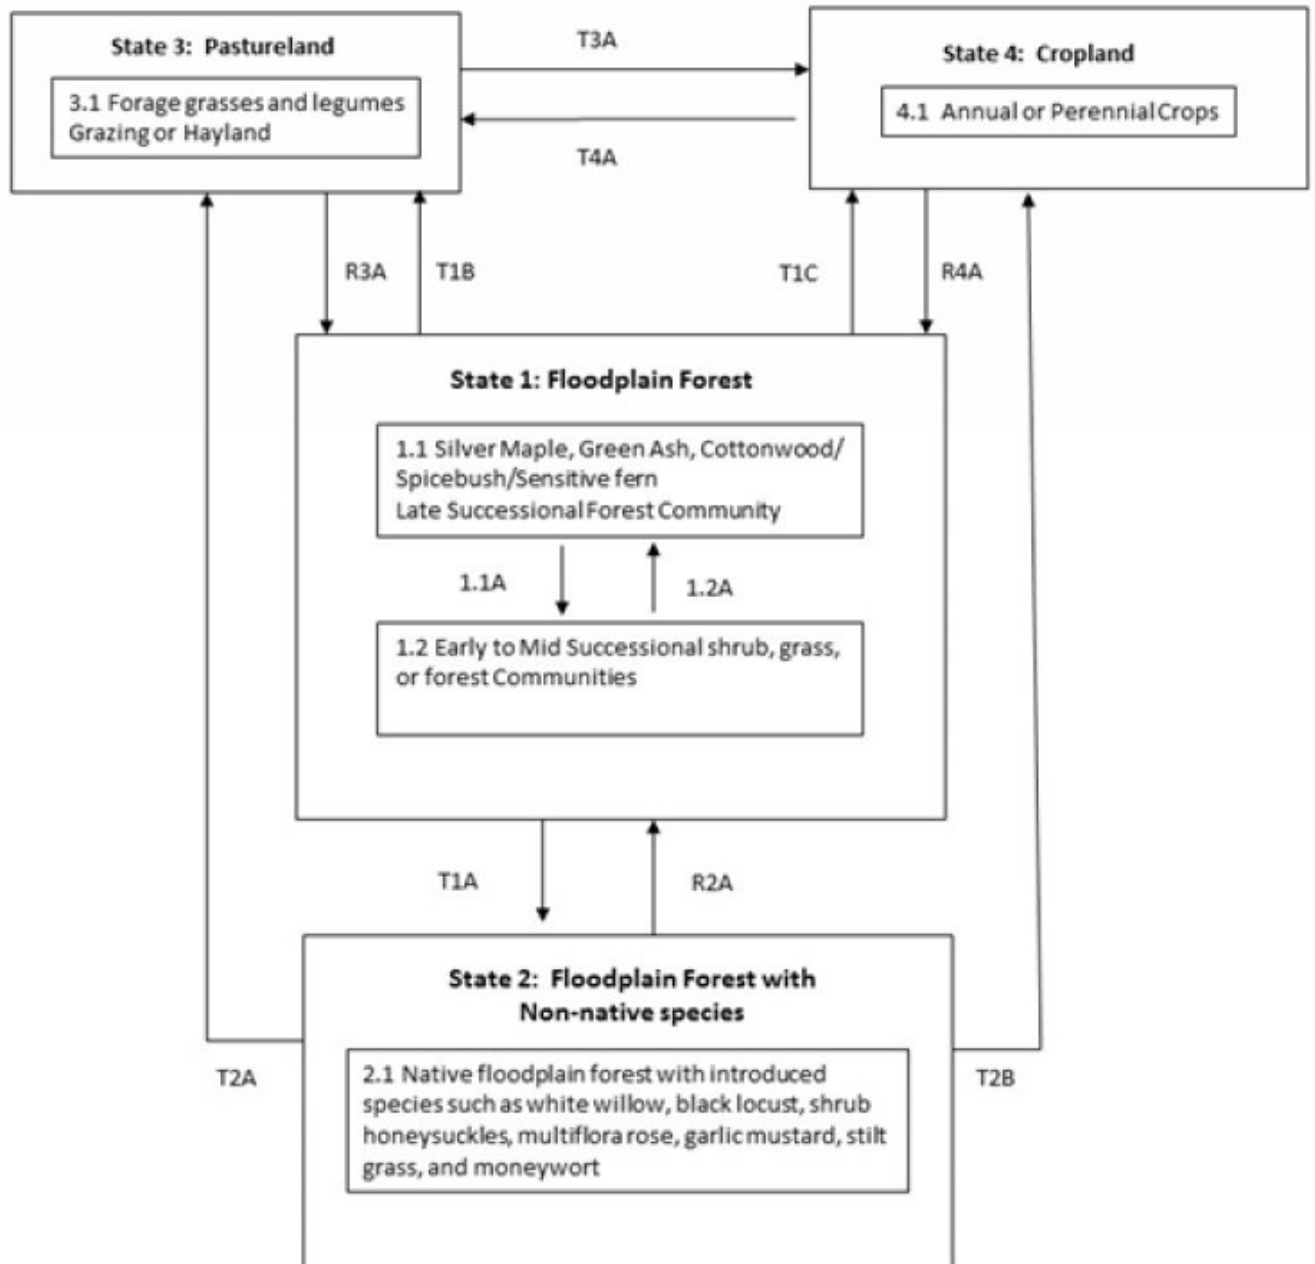 State 3: Pastureland
3.1 Forage grasses and legumes
Grazing or Hayland
T3A
T4A
State 4: Cropland
4.1 Annual or Perennial Crops
R3A
T1B
T1C
R4A
State 1: Floodplain Forest
1.1 Silver Maple, Green Ash, Cottonwood/
Spicebush/Sensitive fern
Late Successional Forest Community
1.1A
1.2A
1.2 Early to Mid Successional shrub, grass,
or forest Communities
T1A
R2A
State 2: Floodplain Forest with
Non-native species
2.1 Native floodplain forest with introduced
species such as white willow, black locust, shrub
honeysuckles, multiflora rose, garlic mustard, stilt
grass, and moneywort
T2A
T2B